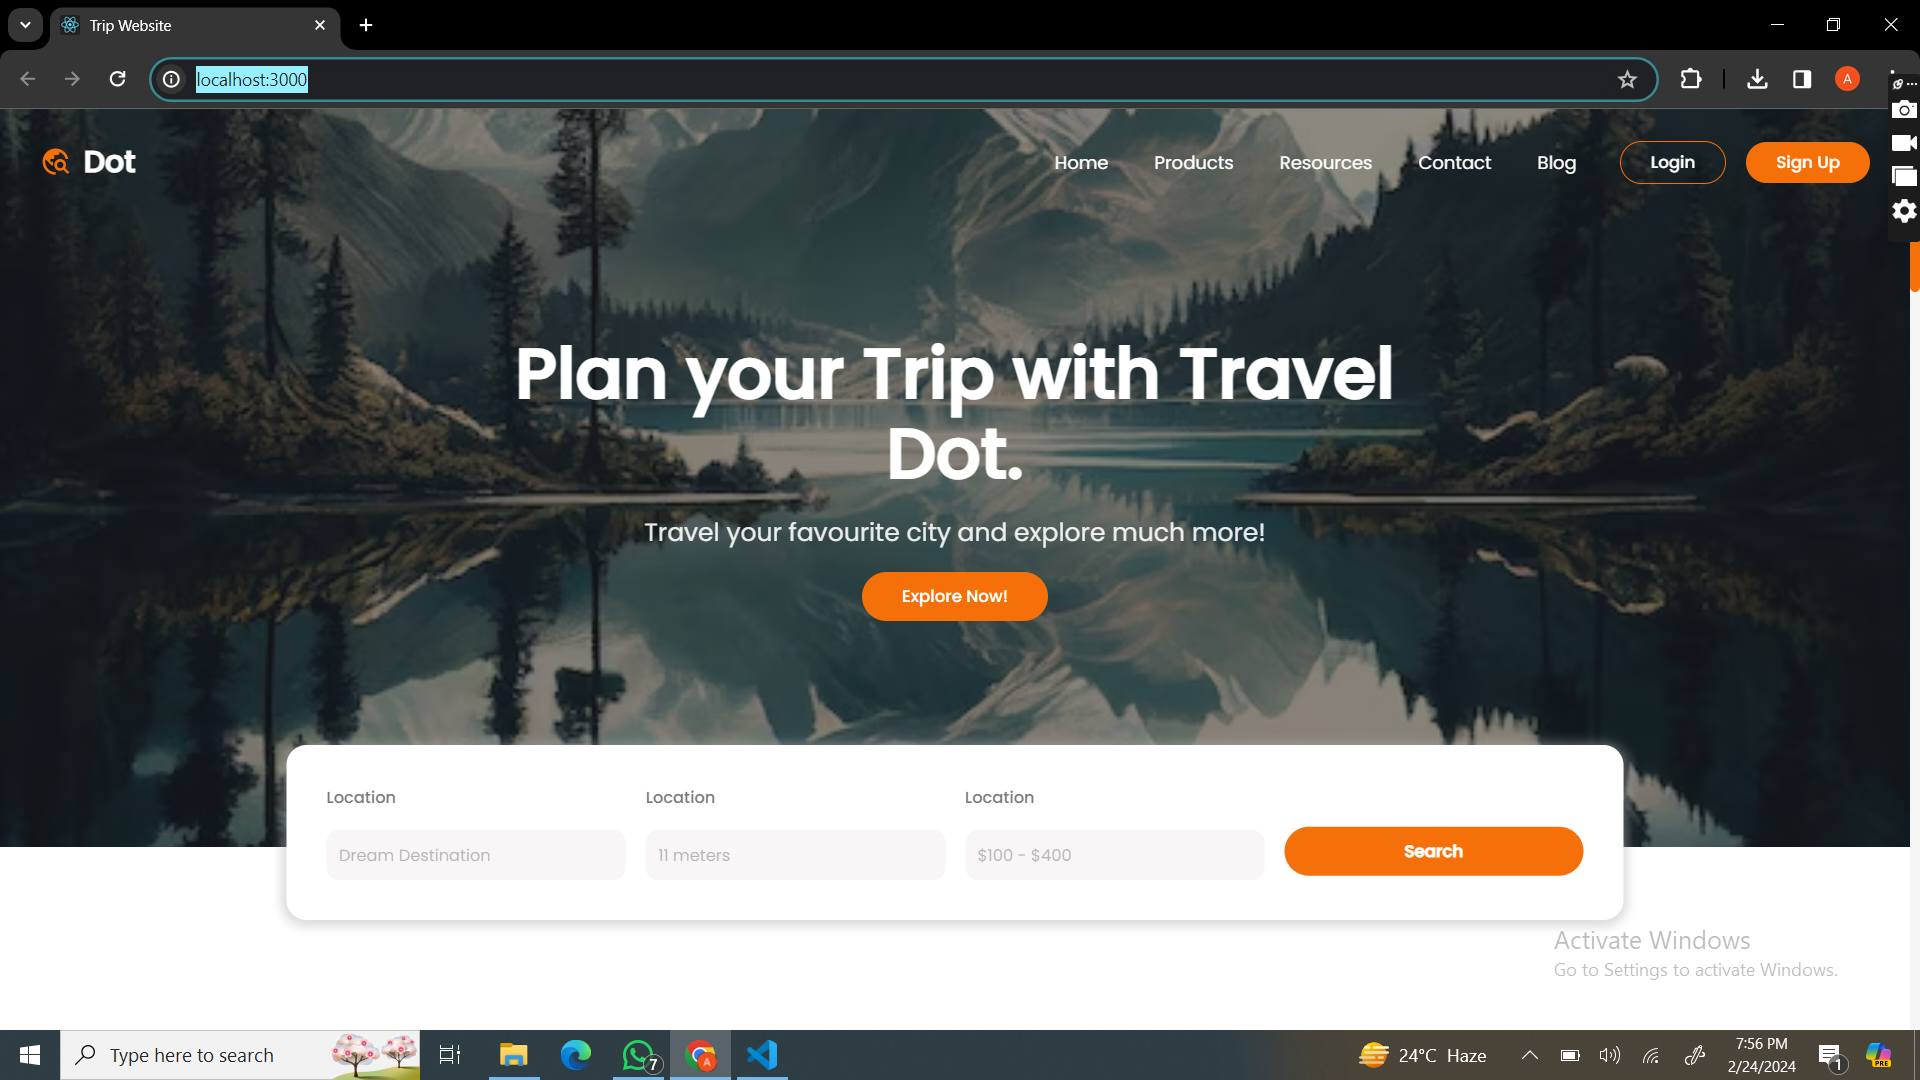 Trip Website
localhost:3000
A
Dot
Home Products Resources Contact Blog Login Sign Up
Plan your Trip with Travel
Dot.
Travel your favourite city and explore much more!
Explore Now!
Location Location Location
Dream Destination 11 meters $100 - $400 Search
Activate Windows
Go to Settings to activate Windows.
Type here to search
7
A
24°C Haze
7:56 PM
2/24/2024
1
PRE